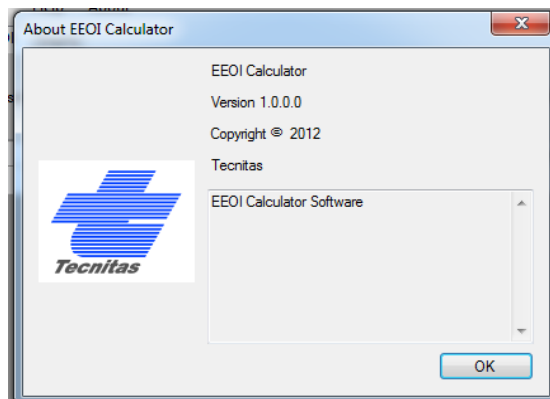 About EEOI Calculator
EEOI Calculator
Version 1.0.0.0
Copyright © 2012
Tecnitas
EEOI Calculator Software
Tecnitas
OK